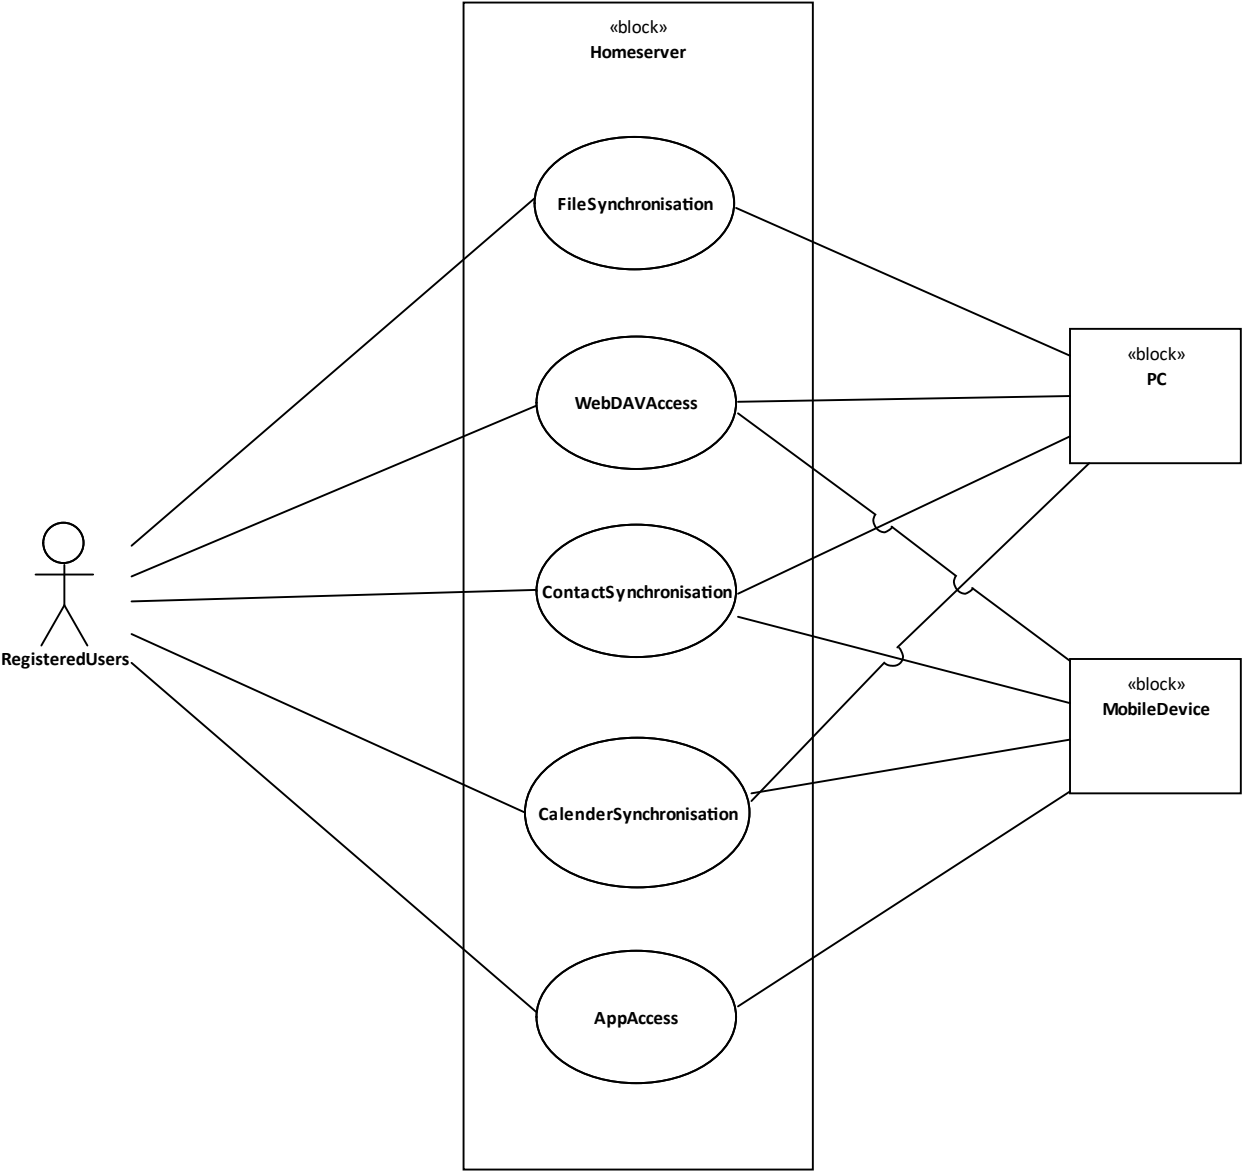 «block»
Homeserver
FileSynchronisation
WebDAVAccess
ContactSynchronisation
CalenderSynchronisation
AppAccess
RegisteredUsers
«block»
PC
«block»
MobileDevice